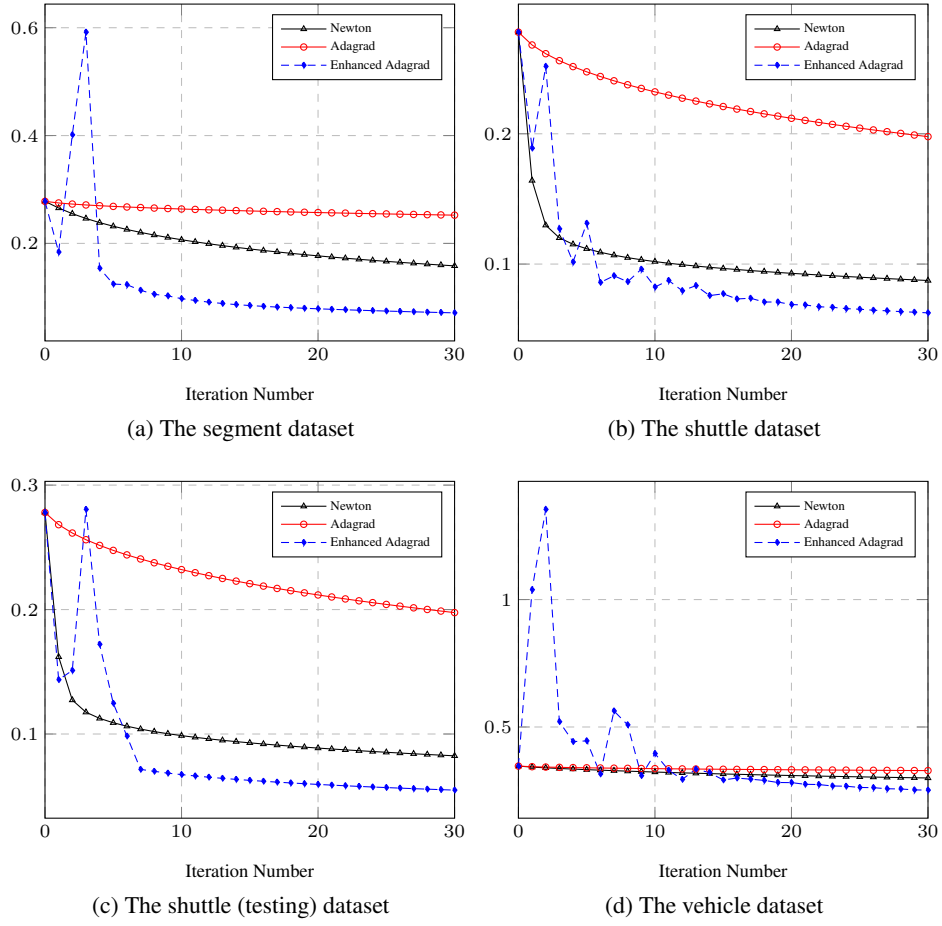 0.6
0.4
0.2
Newton
Adagrad
Enhanced Adagrad
0 10 20 30
Iteration Number
(a) The segment dataset
0.2
0.1
Newton
Adagrad
Enhanced Adagrad
0 10 20 30
Iteration Number
(b) The shuttle dataset
0.3
0.2
0.1
Newton
Adagrad
Enhanced Adagrad
0 10 20 30
Iteration Number
(c) The shuttle (testing) dataset
1
0.5
Newton
Adagrad
Enhanced Adagrad
0 10 20 30
Iteration Number
(d) The vehicle dataset